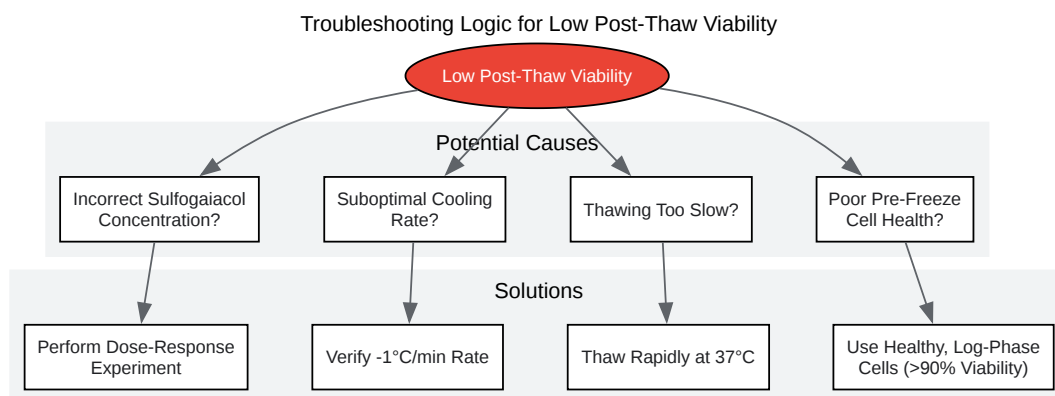 Troubleshooting Logic for Low Post-Thaw Viability
Low Post-Thaw Viability
Potential Causes
Incorrect Sulfogaiacol
Concentration?
Suboptimal Cooling
Rate?
Thawing Too Slow?
Poor Pre-Freeze
Cell Health?
Solutions
Perform Dose-Response
Experiment
Verify -1°C/min Rate
Thaw Rapidly at 37°C
Use Healthy, Log-Phase
Cells (>90% Viability)